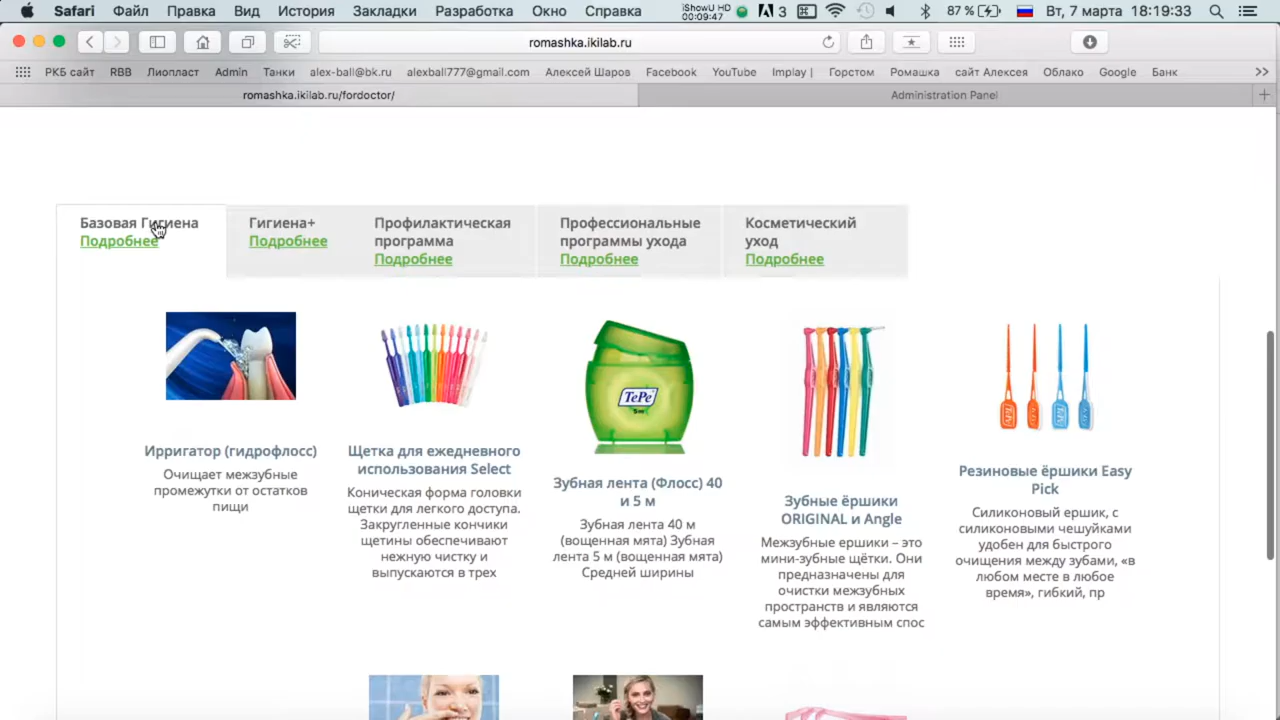 Safari Файл Правка Вид История Закладки Разработка Окно Справка iShowU HD 00:09:47 3 87 % Вт, 7 марта 18:19:33
romashka.ikilab.ru
РКБ сайт RBB Лиопласт Admin Танки alex-ball@bk.ru alexball777@gmail.com Алексей Шаров Facebook YouTube Implay | Горстом Ромашка сайт Алексея Облако Google Банк >>
romashka.ikilab.ru/fordoctor/ Administration Panel +
Базовая Гигиена
Подробнее
Гигиена+
Подробнее
Профилактическая
программа
Подробнее
Профессиональные
программы ухода
Подробнее
Косметический
уход
Подробнее
Ирригатор (гидрофлосс)
Очищает межзубные
промежутки от остатков
пищи
Щетка для ежедневного
использования Select
Коническая форма головки
щетки для легкого доступа.
Закругленные кончики
щетины обеспечивают
нежную чистку и
выпускаются в трех
TePe
5m
Зубная лента (Флосс) 40
и 5 м
Зубная лента 40 м
(вощенная мята) Зубная
лента 5 м (вощенная мята)
Средней ширины
Зубные ёршики
ORIGINAL и Angle
Межзубные ершики – это
мини-зубные щётки. Они
предназначены для
очистки межзубных
пространств и являются
самым эффективным спос
Резиновые ёршики Easy
Pick
Силиконовый ершик, с
силиконовыми чешуйками
удобен для быстрого
очищения между зубами, «в
любом месте в любое
время», гибкий, пр